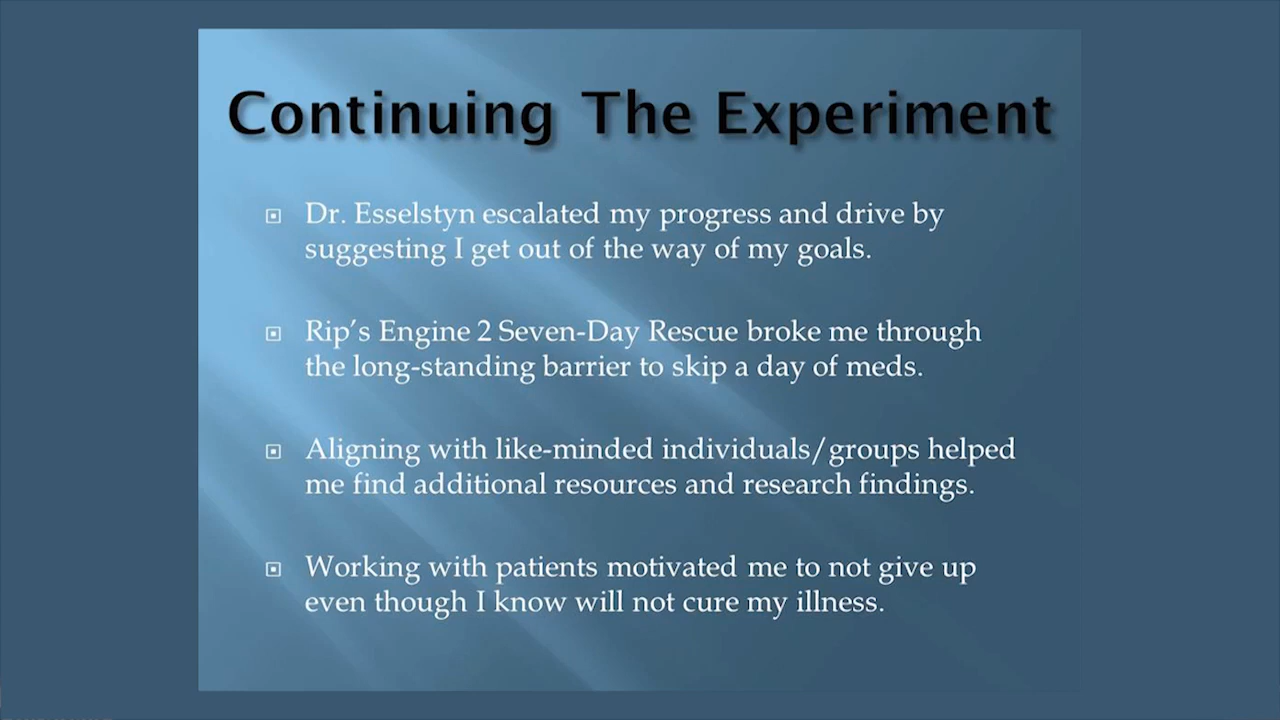 Continuing The Experiment
Dr. Esselstyn escalated my progress and drive by
suggesting I get out of the way of my goals.
Rip’s Engine 2 Seven-Day Rescue broke me through
the long-standing barrier to skip a day of meds.
Aligning with like-minded individuals/groups helped
me find additional resources and research findings.
Working with patients motivated me to not give up
even though I know will not cure my illness.